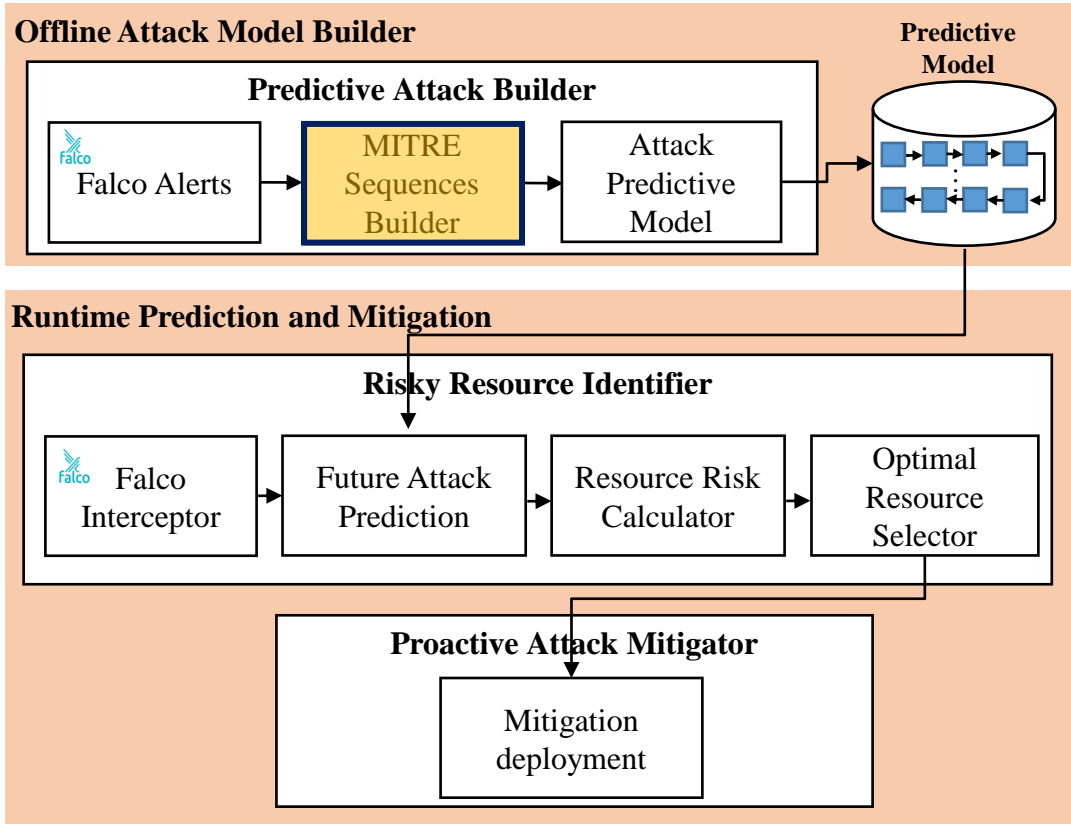 Offline Attack Model Builder
Predictive
Model
Predictive Attack Builder
falco
Falco Alerts
MITRE
Sequences
Builder
Attack
Predictive
Model
Runtime Prediction and Mitigation
Risky Resource Identifier
falco
Falco
Interceptor
Future Attack
Prediction
Resource Risk
Calculator
Optimal
Resource
Selector
Proactive Attack Mitigator
Mitigation
deployment